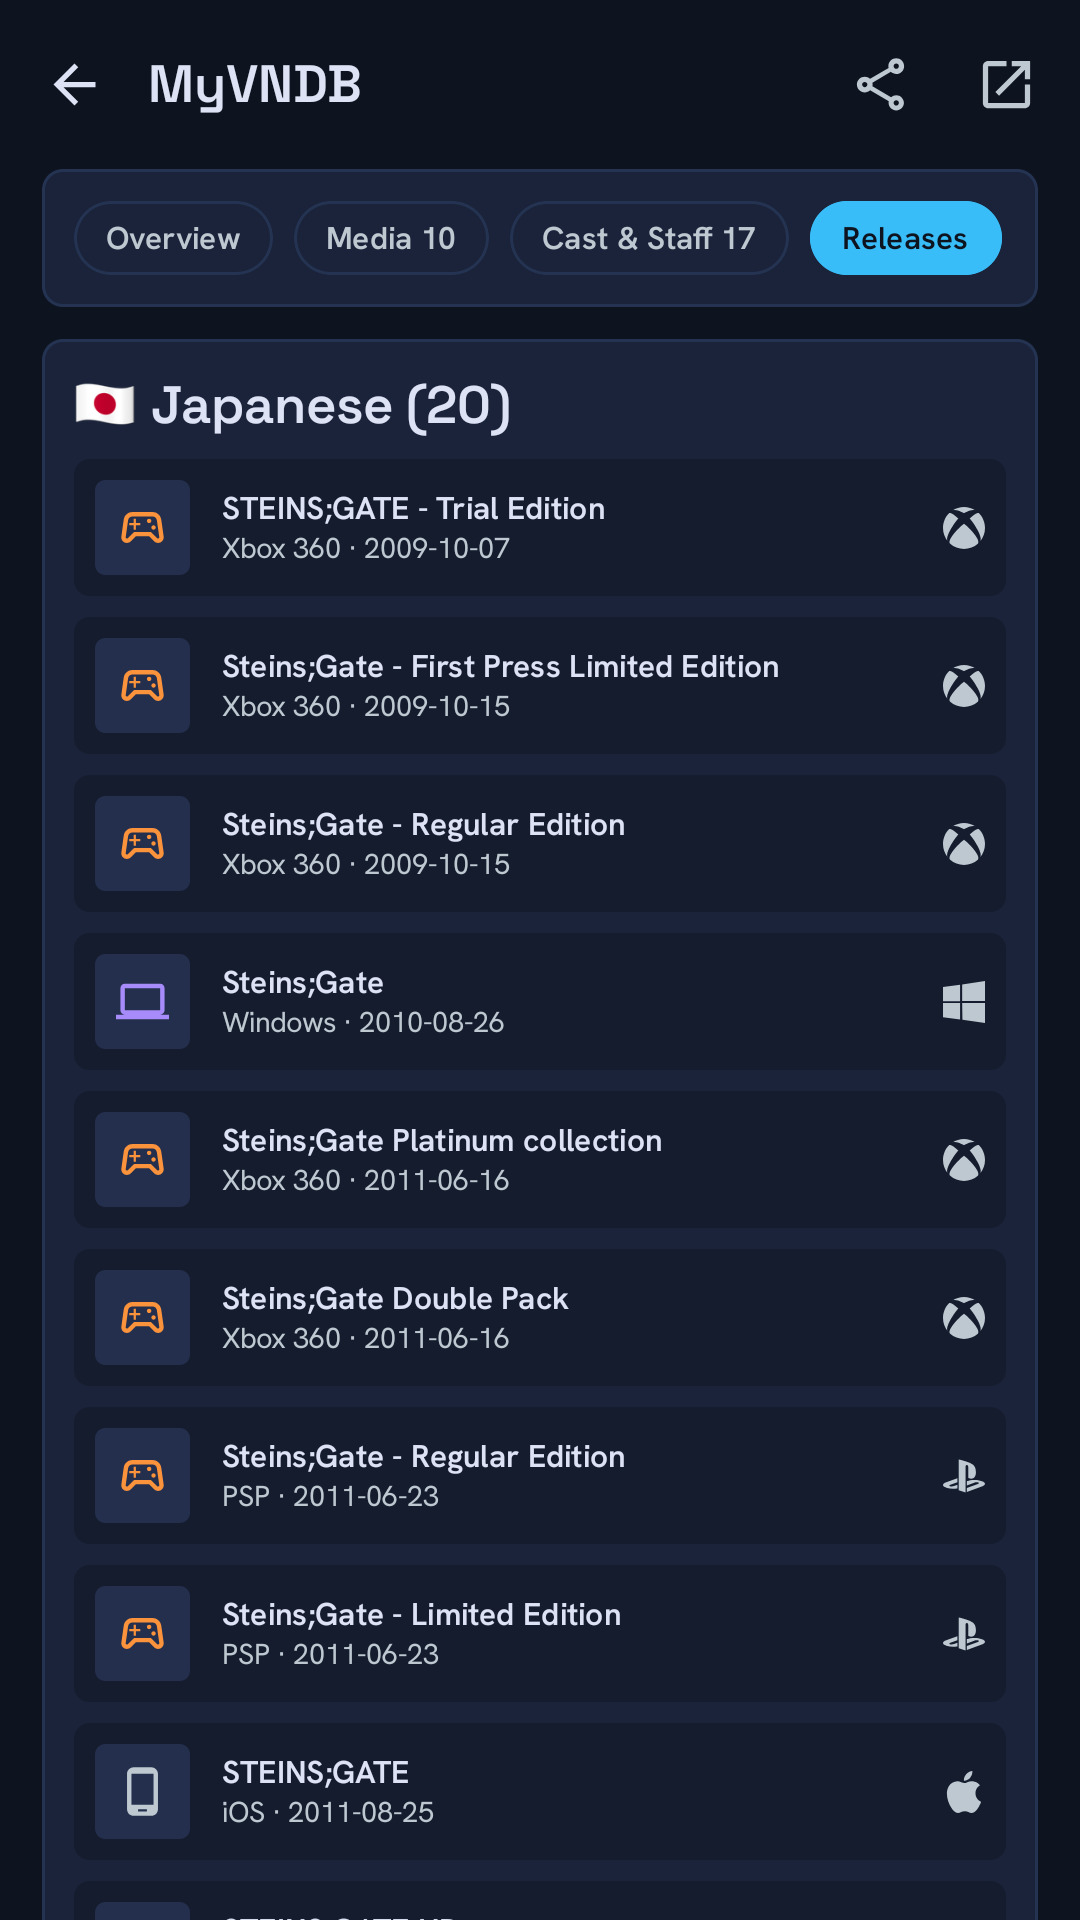 MyVNDB
Overview
Media 10
Cast & Staff 17
Releases
Japanese (20)
STEINS;GATE - Trial Edition
Xbox 360 · 2009-10-07
Steins;Gate - First Press Limited Edition
Xbox 360 · 2009-10-15
Steins;Gate - Regular Edition
Xbox 360 · 2009-10-15
Steins;Gate
Windows · 2010-08-26
Steins;Gate Platinum collection
Xbox 360 · 2011-06-16
Steins;Gate Double Pack
Xbox 360 · 2011-06-16
Steins;Gate - Regular Edition
PSP · 2011-06-23
Steins;Gate - Limited Edition
PSP · 2011-06-23
STEINS;GATE
iOS · 2011-08-25